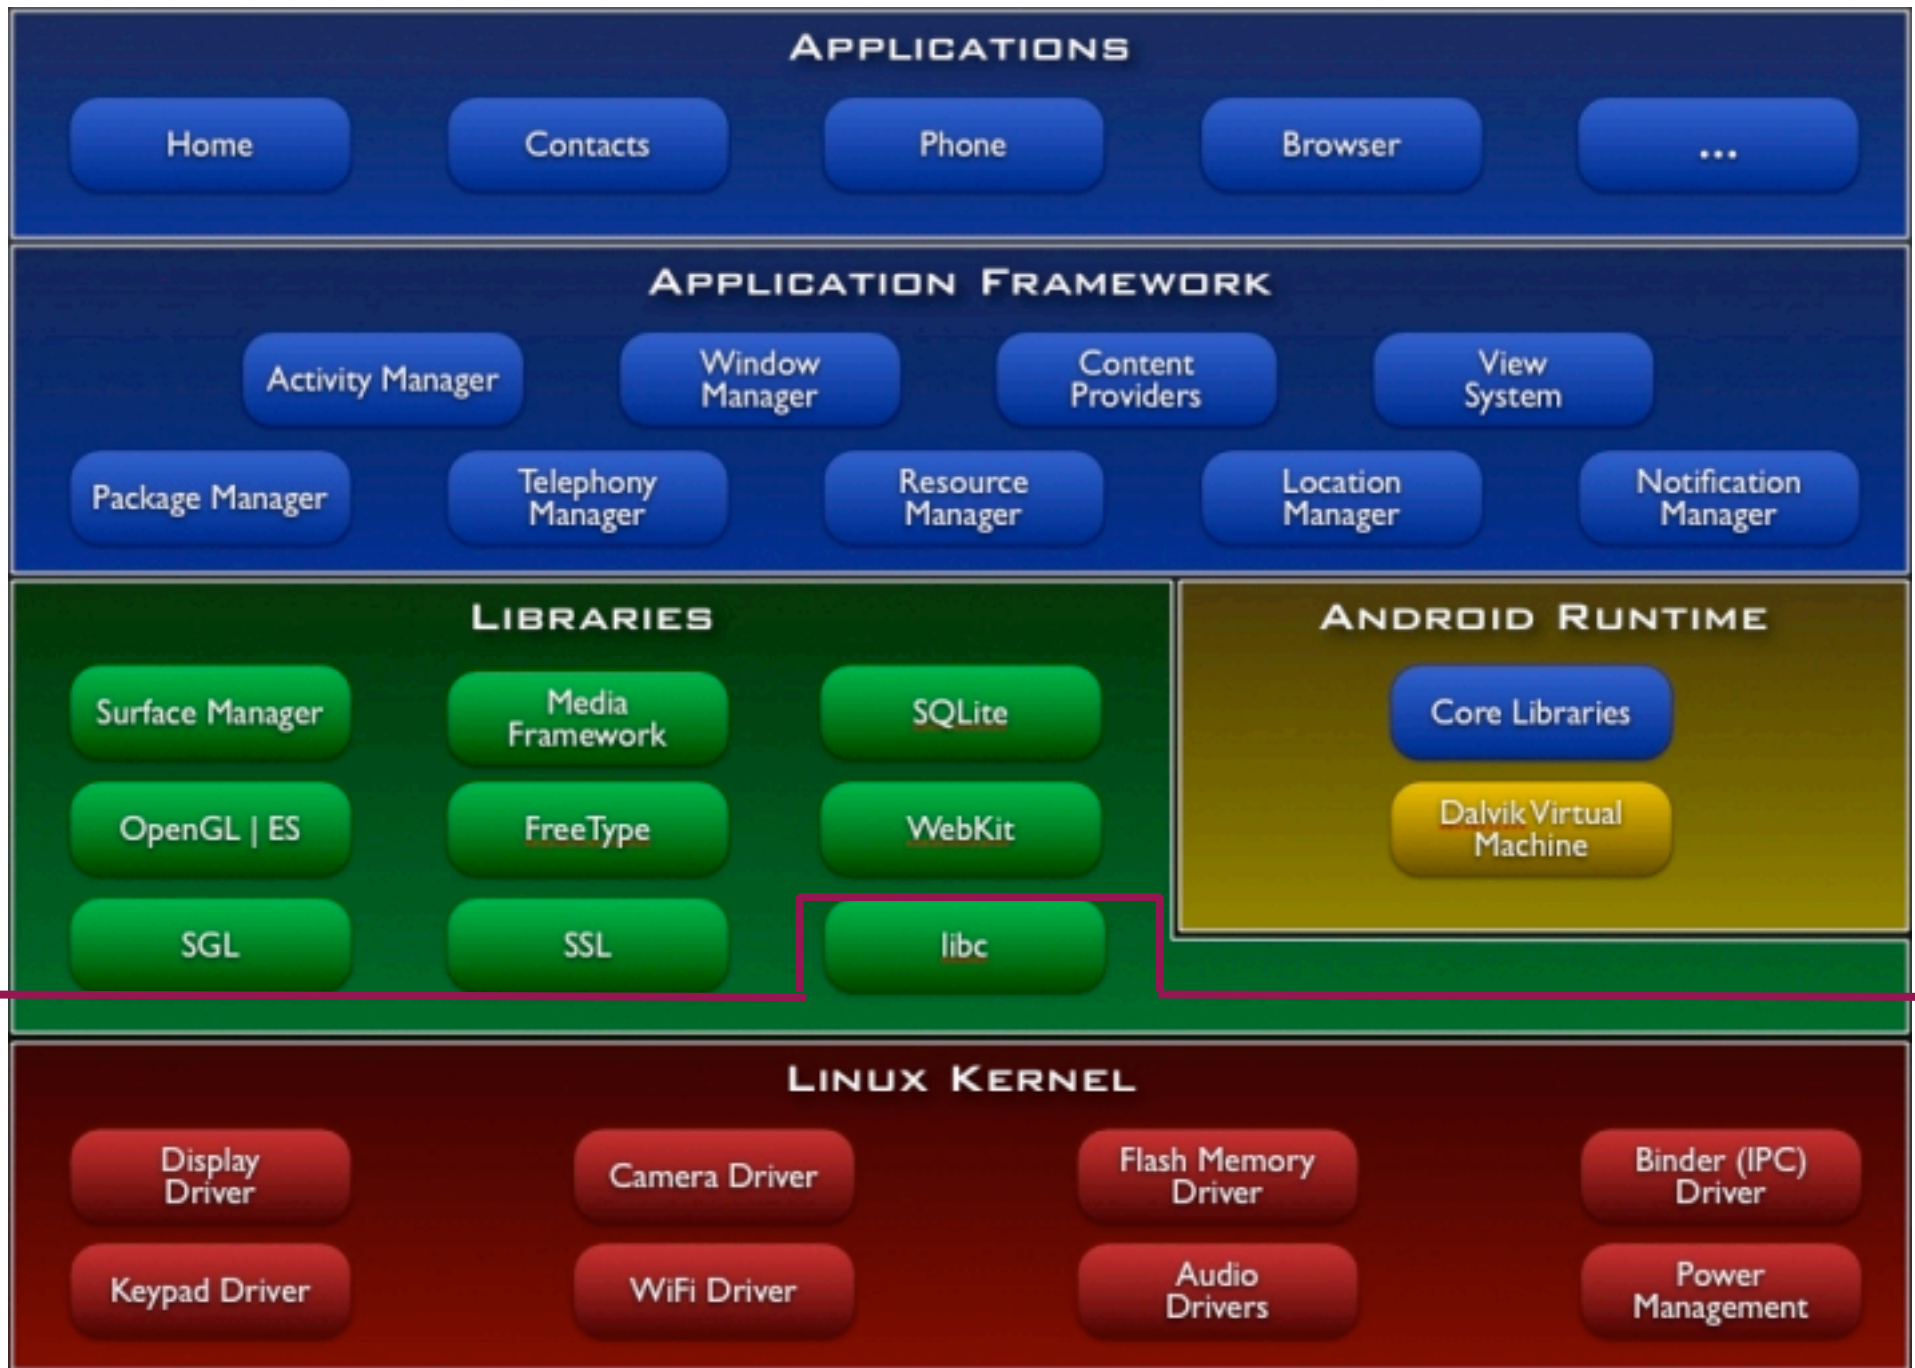 APPLICATIONS
Home
Contacts
Phone
Browser
...
APPLICATION FRAMEWORK
Activity Manager
Window
Manager
Content
Providers
View
System
Package Manager
Telephony
Manager
Resource
Manager
Location
Manager
Notification
Manager
LIBRARIES
Surface Manager
Media
Framework
SQLite
OpenGL | ES
FreeType
WebKit
SGL
SSL
libc
ANDROID RUNTIME
Core Libraries
Dalvik Virtual
Machine
LINUX KERNEL
Display
Driver
Camera Driver
Flash Memory
Driver
Binder (IPC)
Driver
Keypad Driver
WiFi Driver
Audio
Drivers
Power
Management